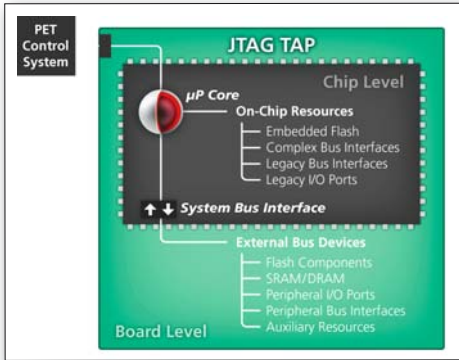 PET
Control
System
JTAG TAP
Chip Level
µP Core
On-Chip Resources
Embedded Flash
Complex Bus Interfaces
Legacy Bus Interfaces
Legacy I/O Ports
System Bus Interface
External Bus Devices
Flash Components
SRAM/DRAM
Peripheral I/O Ports
Peripheral Bus Interfaces
Auxiliary Resources
Board Level